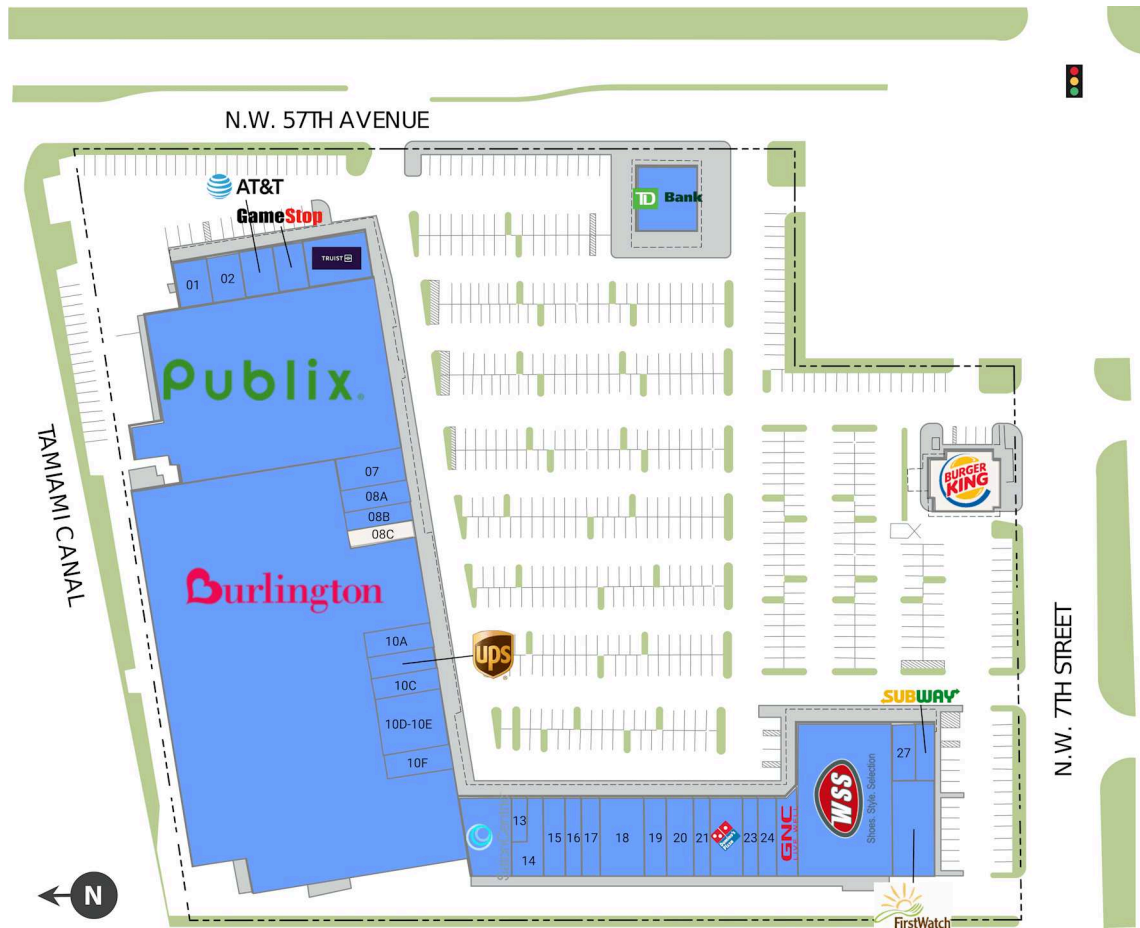 N.W. 57TH AVENUE
AT&T
GameStop
TRUIST
TD Bank
01
02
Publix.
TAMIAMI CANAL
07
08A
08B
08C
BURGER
KING
®
Burlington
10A
ups
10C
10D-10E
10F
N.W. 7TH STREET
SUBWAY
27
WSS
Shoes. Style. Selection
13
14
15
16
17
18
19
20
21
23
24
GNC
LIVE WELL
N
FirstWatch